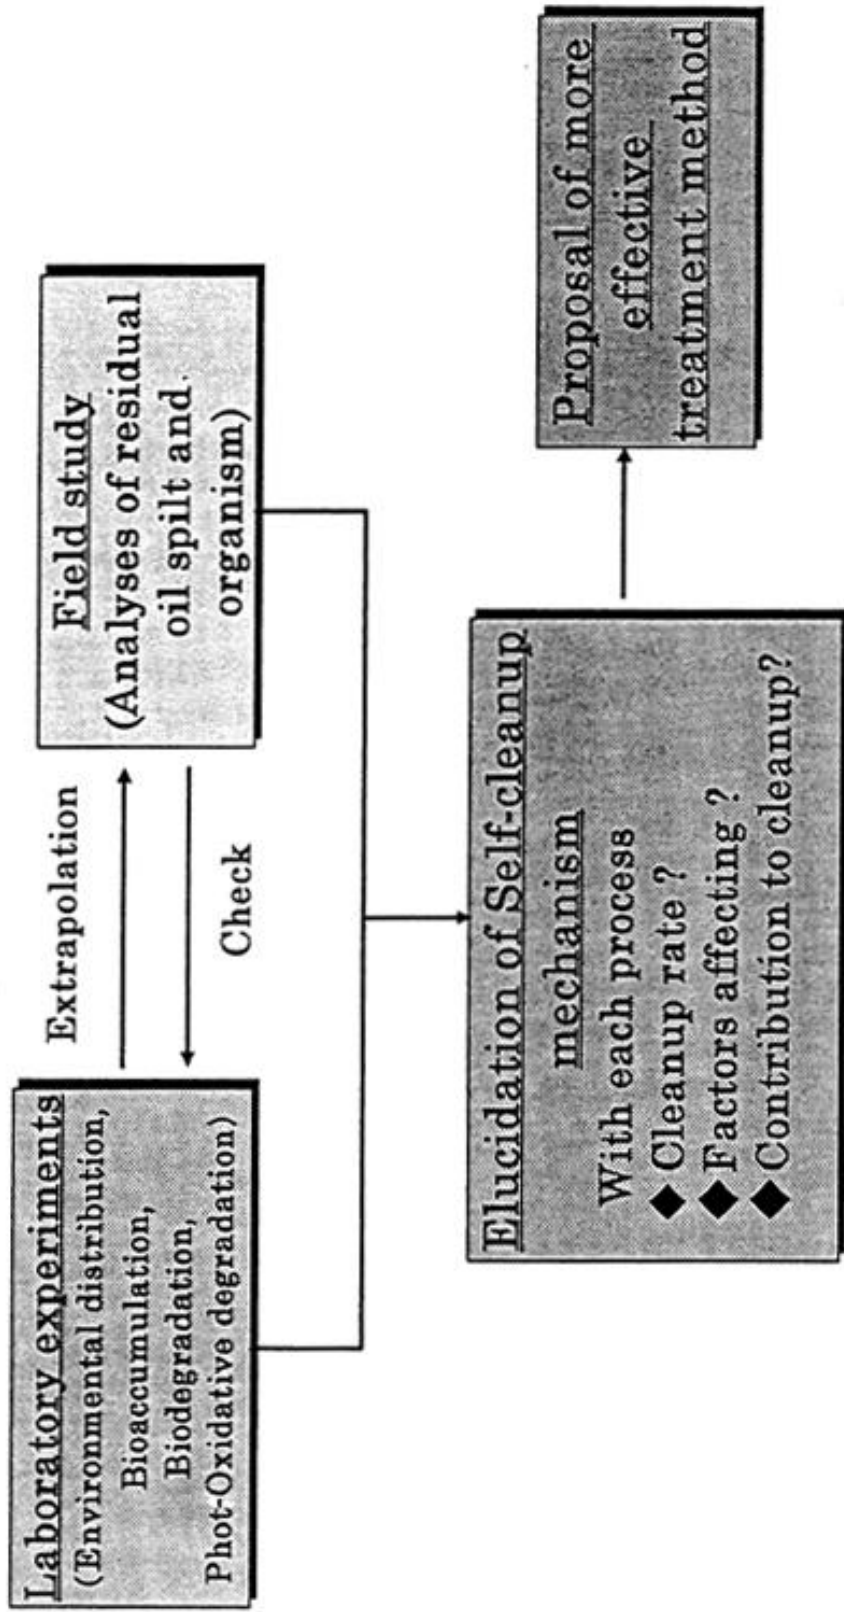 Laboratory experiments
(Environmental distribution,
Bioaccumulation,
Biodegradation,
Phot-Oxidative degradation)
Extrapolation
Check
Field study
(Analyses of residual
oil spilt and
organism)
Elucidation of Self-cleanup
mechanism
With each process
◆Cleanup rate?
◆Factors affecting?
◆Contribution to cleanup?
Proposal of more
effective
treatment method